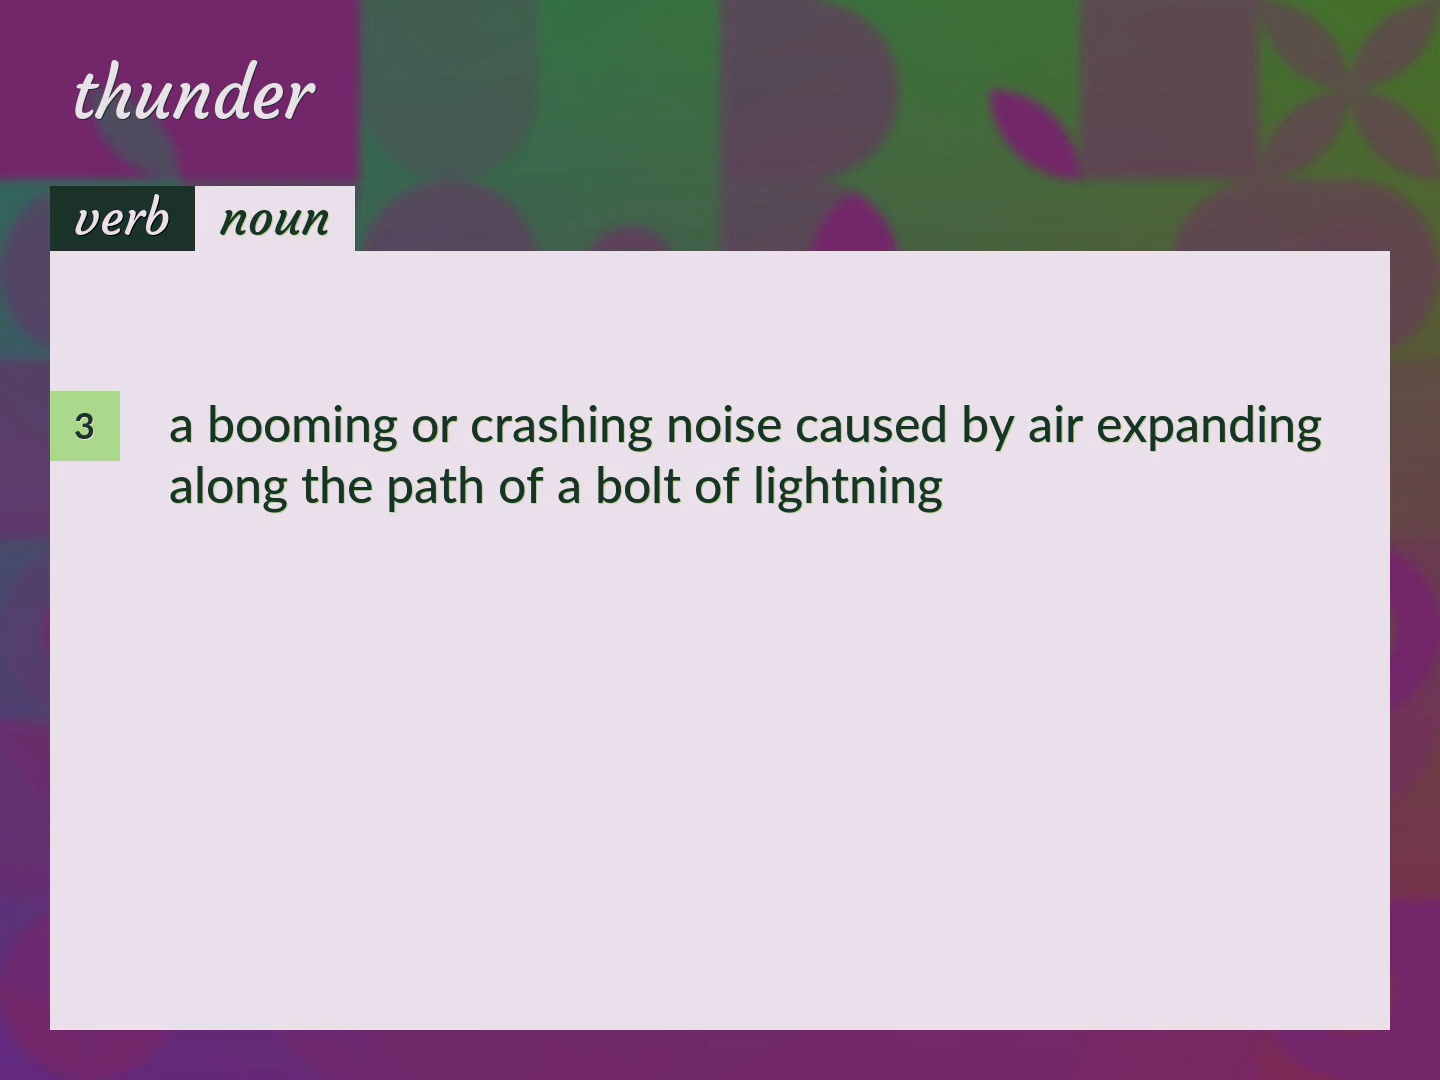 thunder
verb noun
3 a booming or crashing noise caused by air expanding
along the path of a bolt of lightning